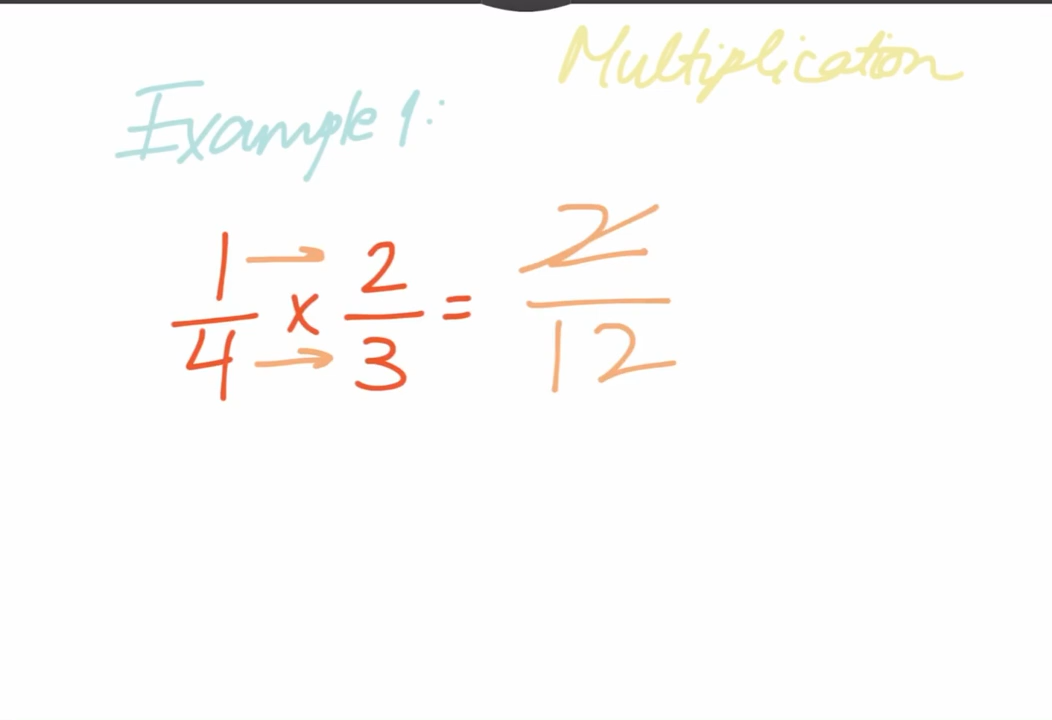 Multiplication
Example 1:
1/4 x 2/3 = 2/12